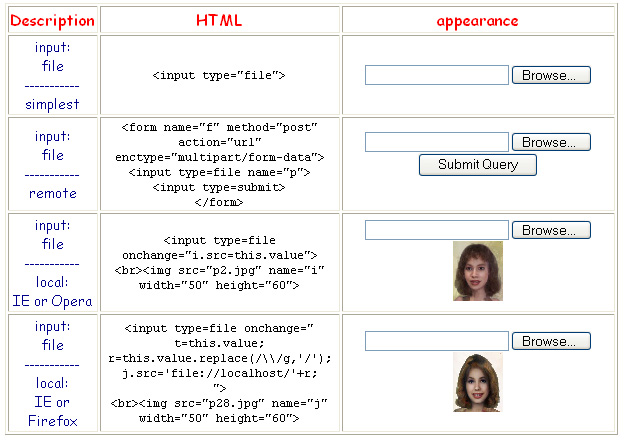 Description HTML appearance
input:
file
-----------
simplest
<input type="file">
Browse...
input:
file
-----------
remote
<form name="f" method="post"
action="url"
enctype="multipart/form-data">
<input type=file name="p">
<input type=submit>
</form>
Browse...
Submit Query
input:
file
-----------
local:
IE or Opera
<input type=file
onchange="i.src=this.value">
<br><img src="p2.jpg" name="i"
width="50" height="60">
Browse...
input:
file
-----------
local:
IE or
Firefox
<input type=file onchange="
t=this.value;
r=this.value.replace(/\\/g,'/');
j.src='file://localhost/'+r;
">
<br><img src="p28.jpg" name="j"
width="50" height="60">
Browse...